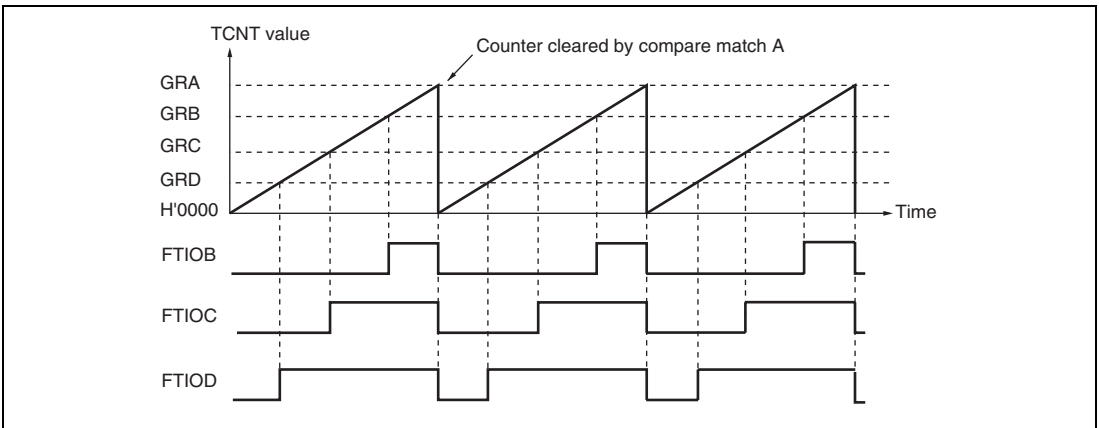 TCNT value
Counter cleared by compare match A
GRA
GRB
GRC
GRD
H'0000
Time
FTIOB
FTIOC
FTIOD